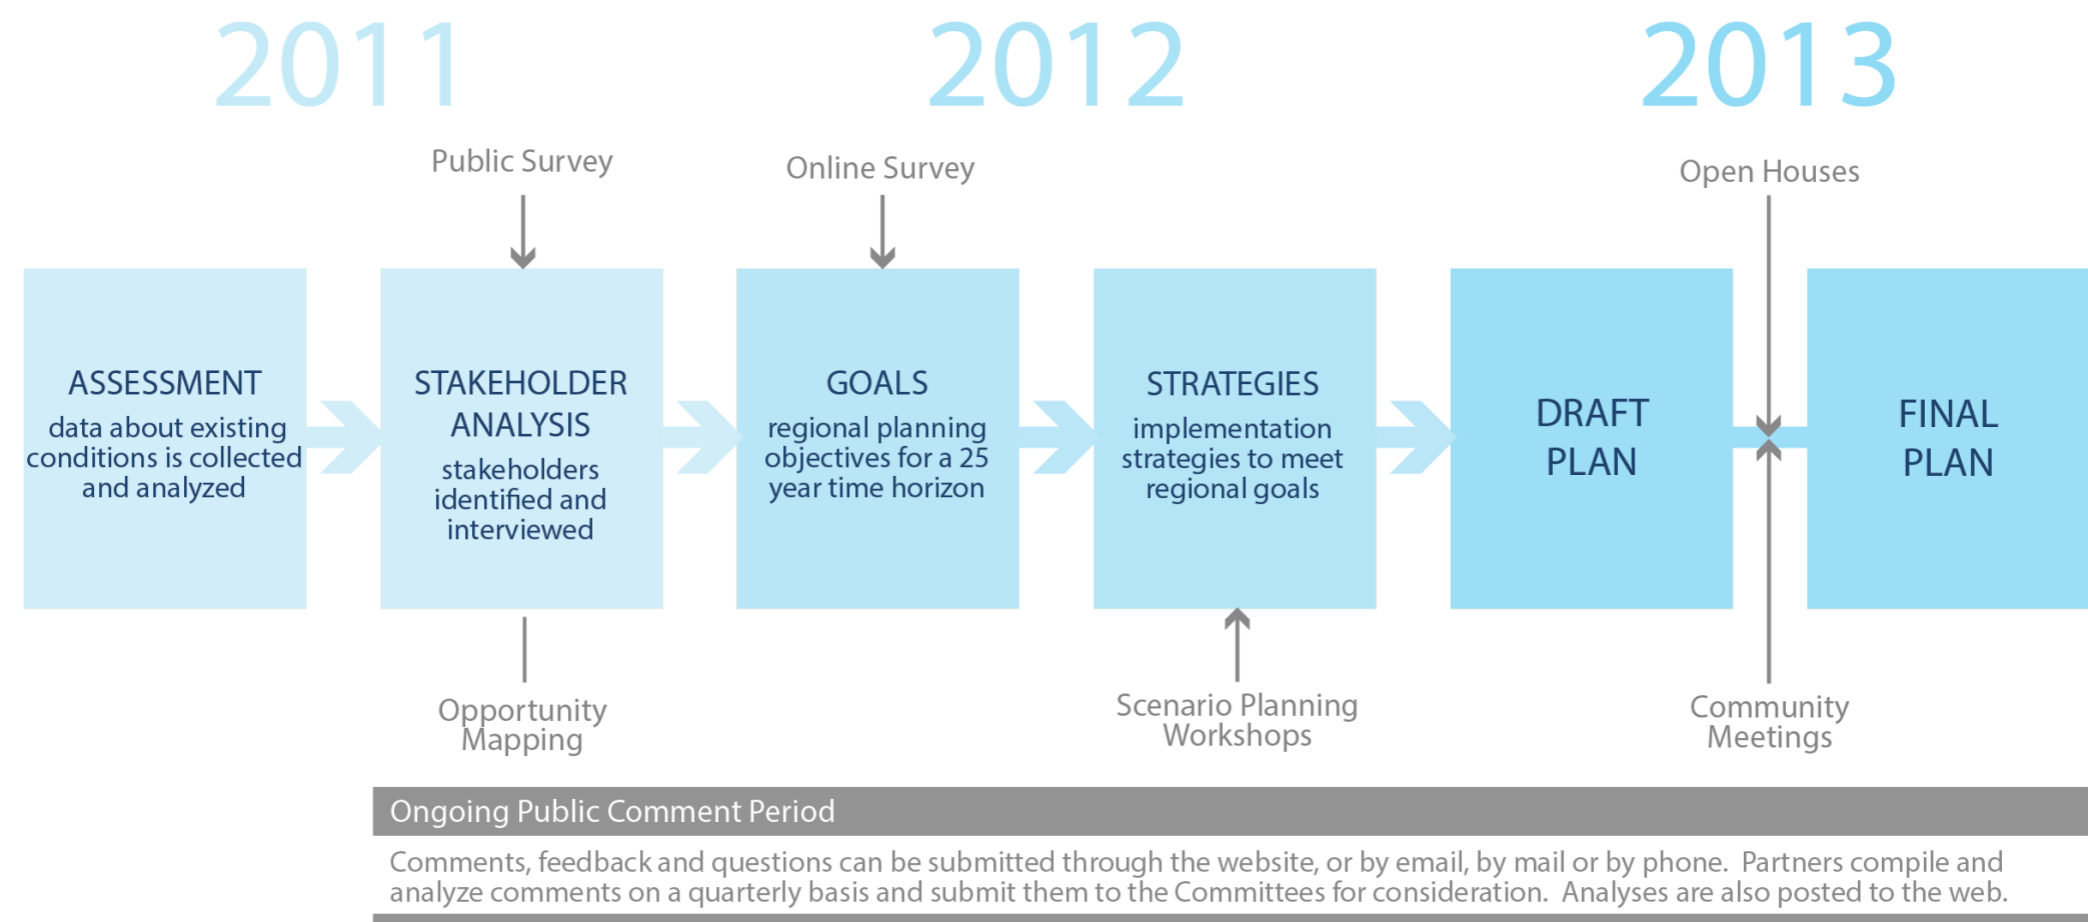 2011
2012
2013
Public Survey
Online Survey
Open Houses
ASSESSMENT
data about existing
conditions is collected
and analyzed
STAKEHOLDER
ANALYSIS
stakeholders
identified and
interviewed
GOALS
regional planning
objectives for a 25
year time horizon
STRATEGIES
implementation
strategies to meet
regional goals
DRAFT
PLAN
FINAL
PLAN
Opportunity
Mapping
Scenario Planning
Workshops
Community
Meetings
Ongoing Public Comment Period
Comments, feedback and questions can be submitted through the website, or by email, by mail or by phone.  Partners compile and
analyze comments on a quarterly basis and submit them to the Committees for consideration.  Analyses are also posted to the web.